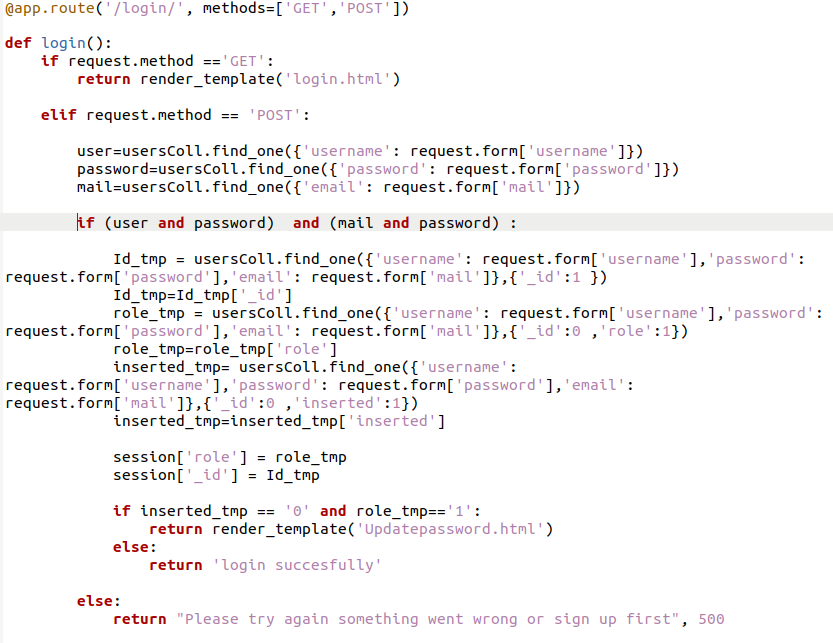 @app.route('/login/', methods=['GET','POST'])
def login():
    if request.method =='GET':
        return render_template('login.html')
    elif request.method == 'POST':
        user=usersColl.find_one({'username': request.form['username']})
        password=usersColl.find_one({'password': request.form['password']})
        mail=usersColl.find_one({'email': request.form['mail']})
        if (user and password)  and (mail and password) :
            Id_tmp = usersColl.find_one({'username': request.form['username'],'password':
request.form['password'],'email': request.form['mail']},{'_id':1 })
            Id_tmp=Id_tmp['_id']
            role_tmp = usersColl.find_one({'username': request.form['username'],'password':
request.form['password'],'email': request.form['mail']},{'_id':0 ,'role':1})
            role_tmp=role_tmp['role']
            inserted_tmp= usersColl.find_one({'username':
request.form['username'],'password': request.form['password'],'email':
request.form['mail']},{'_id':0 ,'inserted':1})
            inserted_tmp=inserted_tmp['inserted']
            session['role'] = role_tmp
            session['_id'] = Id_tmp
            if inserted_tmp == '0' and role_tmp=='1':
                return render_template('Updatepassword.html')
            else:
                return 'login succesfully'
        else:
            return "Please try again something went wrong or sign up first", 500